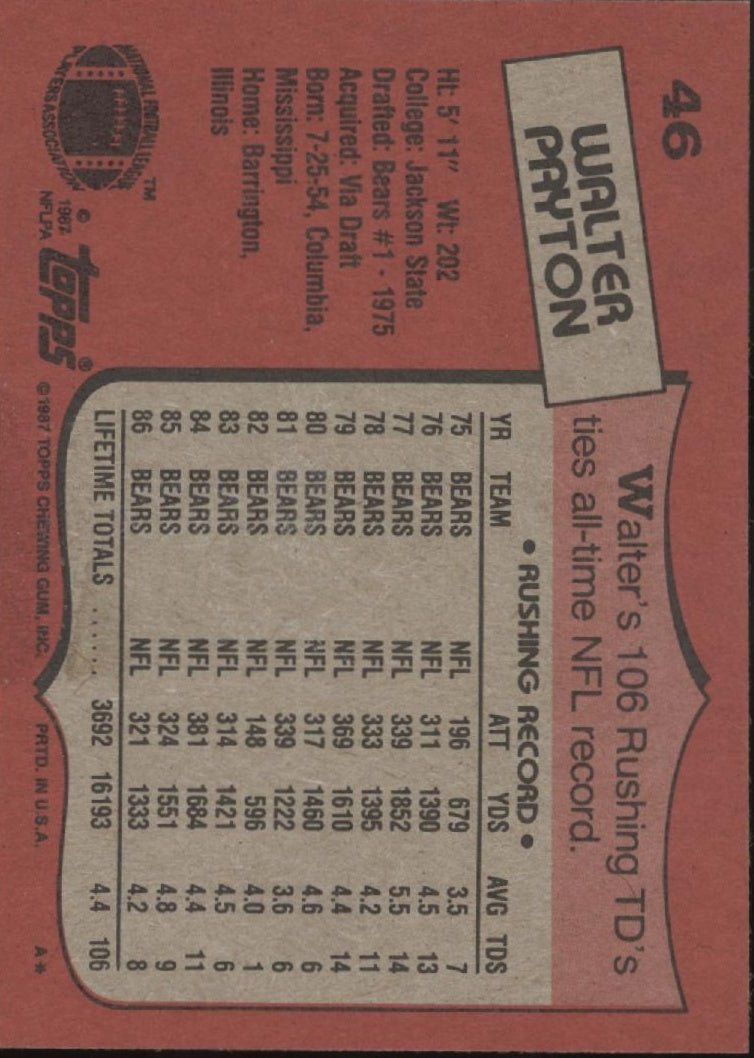 46
WALTER
PAYTON
Ht: 5' 11" Wt: 202
College: Jackson State
Drafted: Bears #1 - 1975
Acquired: Via Draft
Born: 7-25-54, Columbia,
Mississippi
Home: Barrington,
Illinois
NATIONAL FOOTBALL LEAGUE
PLAYERS ASSOCIATION
TM
© 1987
NFLPA
topps®
Walter's 106 Rushing TD's
ties all-time NFL record.
• RUSHING RECORD •
YR TEAM ATT YDS AVG TDS
75 BEARS NFL 196 679 3.5 7
76 BEARS NFL 311 1390 4.5 13
77 BEARS NFL 339 1852 5.5 14
78 BEARS NFL 333 1395 4.2 11
79 BEARS NFL 369 1610 4.4 14
80 BEARS NFL 317 1460 4.6 6
81 BEARS NFL 339 1222 3.6 6
82 BEARS NFL 148 596 4.0 1
83 BEARS NFL 314 1421 4.5 6
84 BEARS NFL 381 1684 4.4 11
85 BEARS NFL 324 1551 4.8 9
86 BEARS NFL 321 1333 4.2 8
LIFETIME TOTALS ...... 3692 16193 4.4 106
© 1987 TOPPS CHEWING GUM, INC. PRTD. IN U.S.A. A*